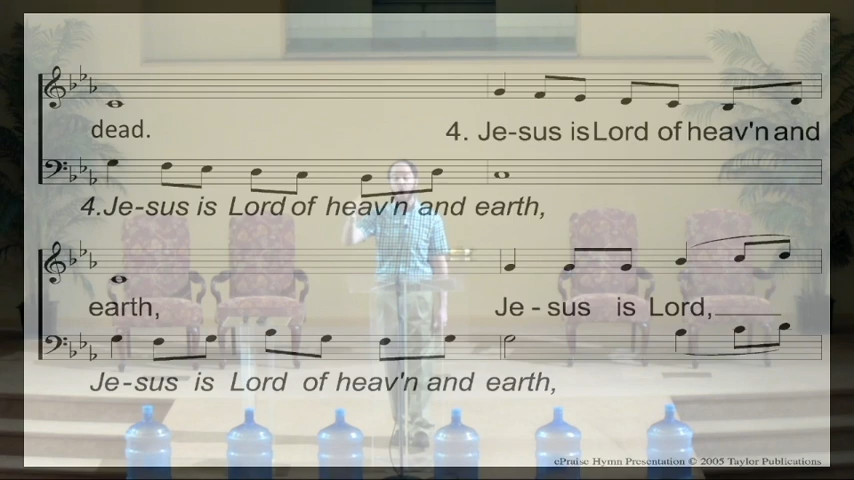 dead. 4. Je-sus is Lord of heav'n and
4.Je-sus is Lord of heav'n and earth,
earth, Je - sus is Lord,
Je-sus is Lord of heav'n and earth,
ePraise Hymn Presentation © 2005 Taylor Publications